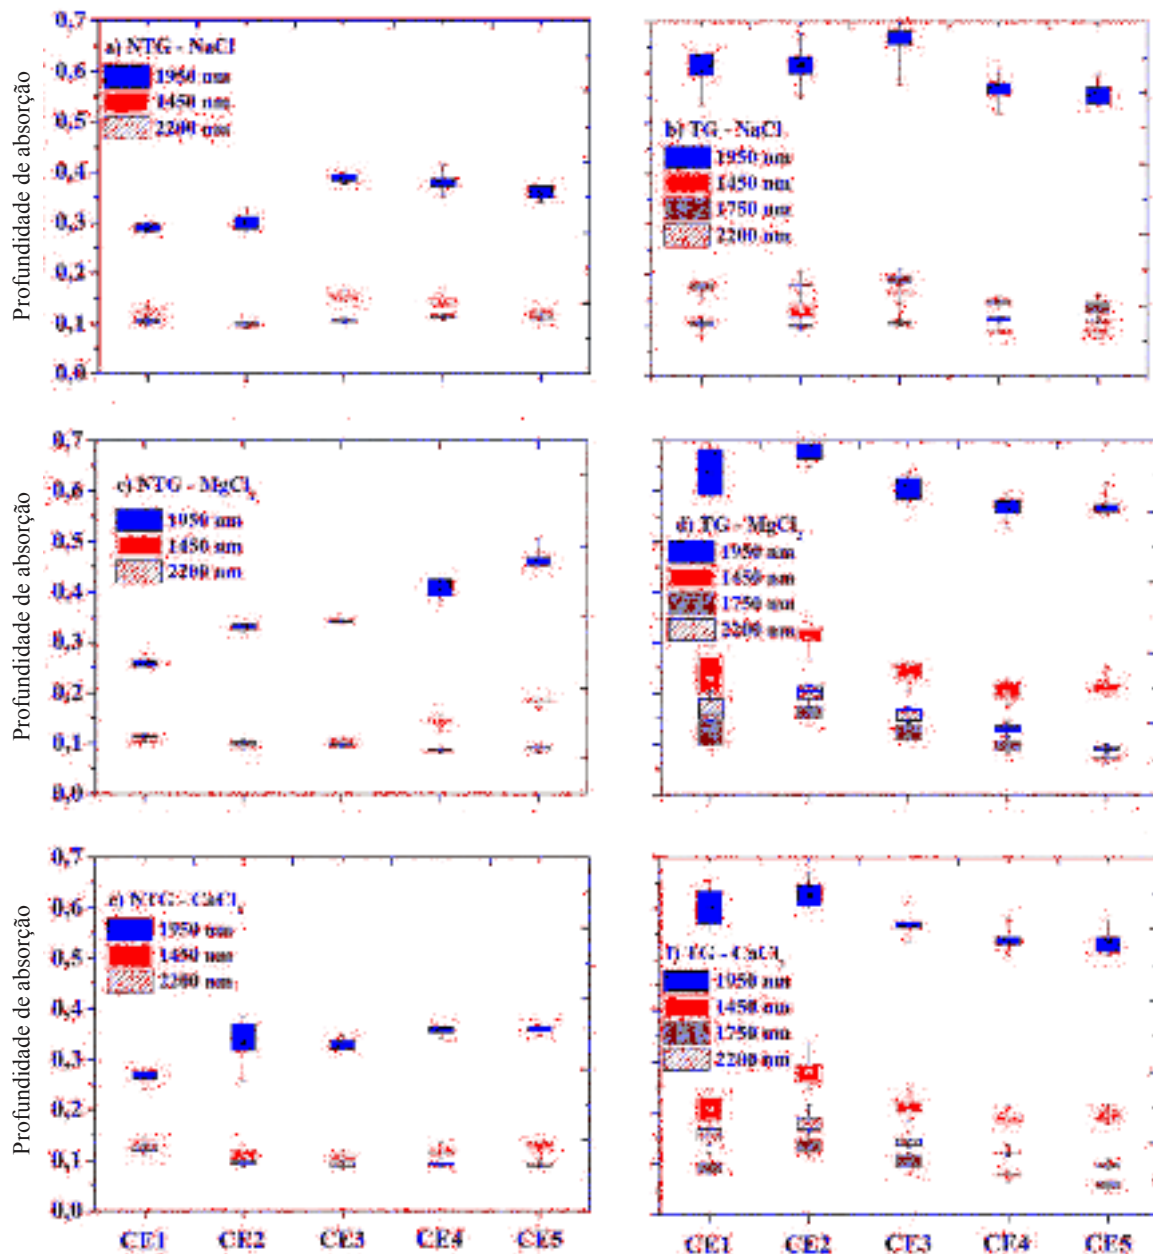 Profundidade de absorção
0,7
0,6
0,5
0,4
0,3
0,2
0,1
0,0
a) NTG - NaCl
1950 nm
1450 nm
2200 nm
b) TG - NaCl
1950 nm
1450 nm
1750 nm
2200 nm
Profundidade de absorção
0,7
0,6
0,5
0,4
0,3
0,2
0,1
0,0
c) NTG - MgCl2
1950 nm
1450 nm
2200 nm
d) TG - MgCl2
1950 nm
1450 nm
1750 nm
2200 nm
Profundidade de absorção
0,7
0,6
0,5
0,4
0,3
0,2
0,1
0,0
e) NTG - CaCl2
1950 nm
1450 nm
2200 nm
f) TG - CaCl2
1950 nm
1450 nm
1750 nm
2200 nm
CE1 CE2 CE3 CE4 CE5
CE1 CE2 CE3 CE4 CE5